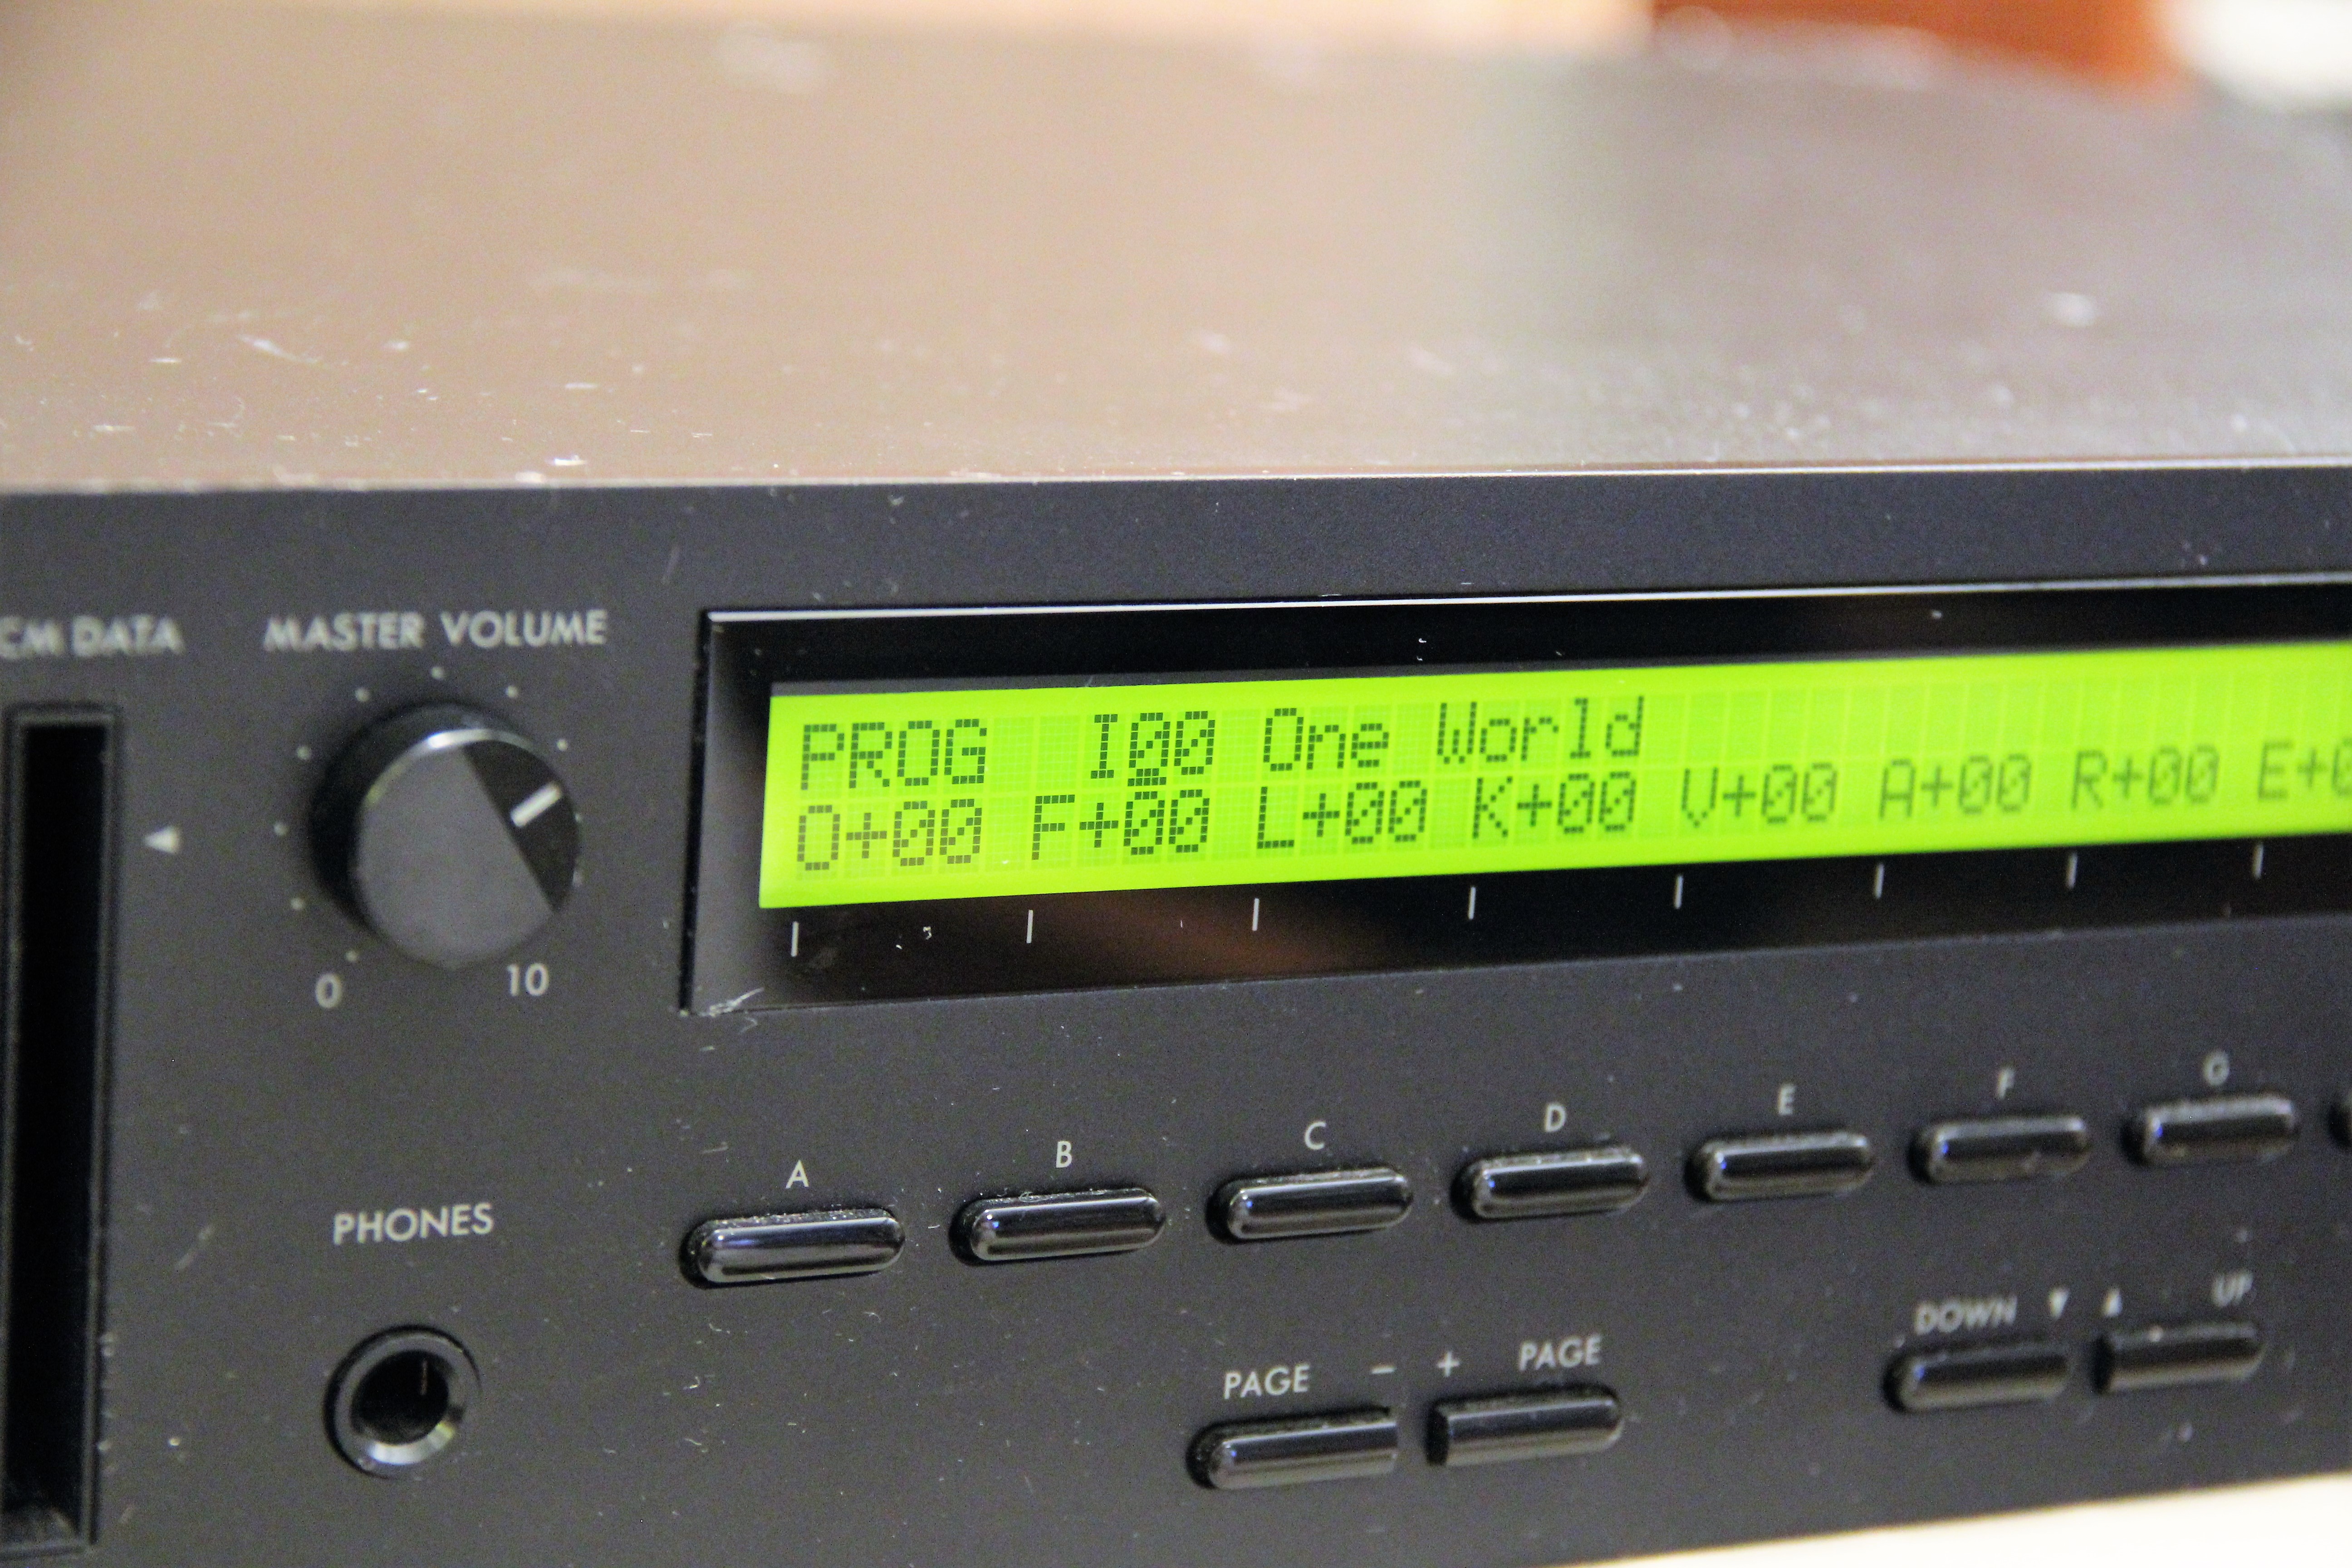 CM DATA
MASTER VOLUME
0 10
PHONES
PROG I00 One World
O+00 F+00 L+00 K+00 V+00 A+00 R+00 E+0
A B C D E F G
PAGE - + PAGE
DOWN ▼ ▲ UP